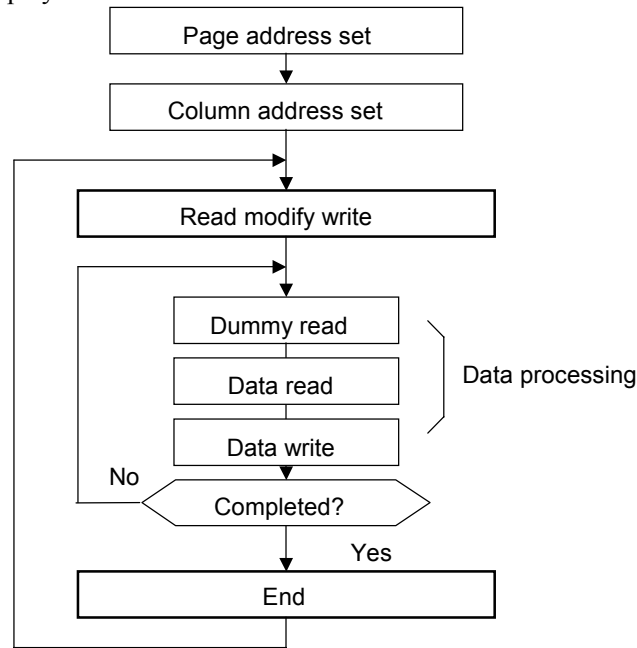 Page address set
Column address set
Read modify write
Dummy read
Data processing
Data read
Data write
No
Completed?
Yes
End